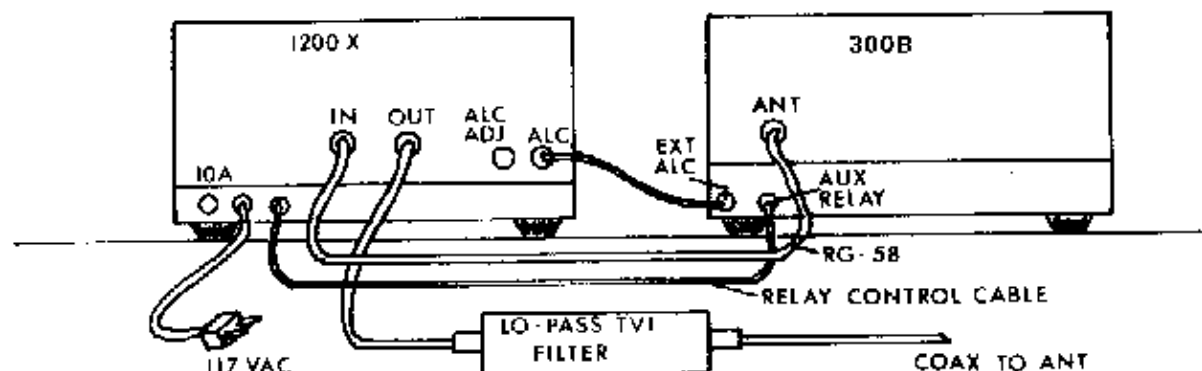 1200 X
300B
IN
OUT
ALC
ADJ
ALC
ANT
EXT
ALC
10A
AUX
RELAY
RG-58
RELAY CONTROL CABLE
LO-PASS TVI
FILTER
117 VAC
COAX TO ANT